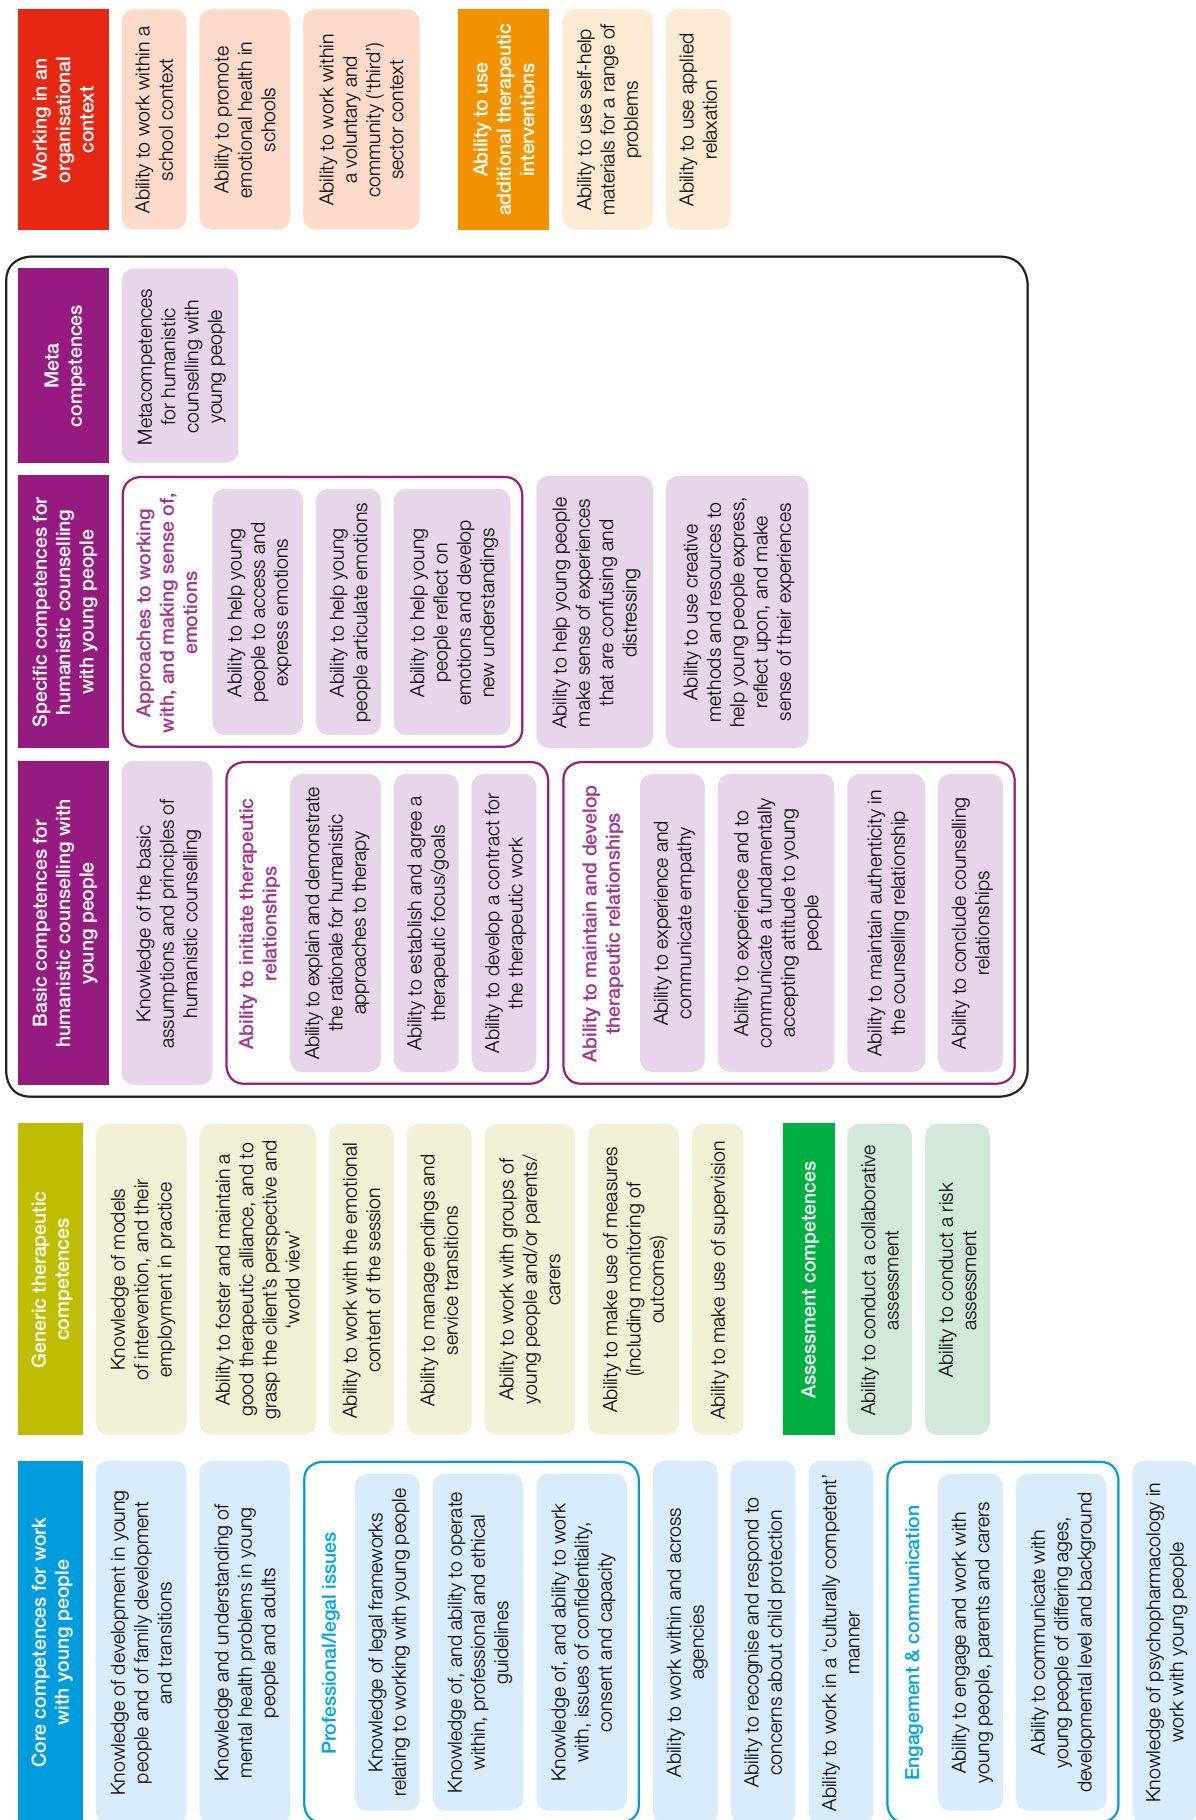 Core competences for work
with young people
Knowledge of development in young
people and of family development
and transitions
Knowledge and understanding of
mental health problems in young
people and adults
Professional/legal issues
Knowledge of legal frameworks
relating to working with young people
Knowledge of, and ability to operate
within, professional and ethical
guidelines
Knowledge of, and ability to work
with, issues of confidentiality,
consent and capacity
Ability to work within and across
agencies
Ability to recognise and respond to
concerns about child protection
Ability to work in a ‘culturally competent’
manner
Engagement & communication
Ability to engage and work with
young people, parents and carers
Ability to communicate with
young people of differing ages,
developmental level and background
Knowledge of psychopharmacology in
work with young people
Generic therapeutic
competences
Knowledge of models
of intervention, and their
employment in practice
Ability to foster and maintain a
good therapeutic alliance, and to
grasp the client’s perspective and
‘world view’
Ability to work with the emotional
content of the session
Ability to manage endings and
service transitions
Ability to work with groups of
young people and/or parents/
carers
Ability to make use of measures
(including monitoring of
outcomes)
Ability to make use of supervision
Assessment competences
Ability to conduct a collaborative
assessment
Ability to conduct a risk
assessment
Basic competences for
humanistic counselling with
young people
Knowledge of the basic
assumptions and principles of
humanistic counselling
Ability to initiate therapeutic
relationships
Ability to explain and demonstrate
the rationale for humanistic
approaches to therapy
Ability to establish and agree a
therapeutic focus/goals
Ability to develop a contract for
the therapeutic work
Ability to maintain and develop
therapeutic relationships
Ability to experience and
communicate empathy
Ability to experience and to
communicate a fundamentally
accepting attitude to young
people
Ability to maintain authenticity in
the counselling relationship
Ability to conclude counselling
relationships
Specific competences for
humanistic counselling
with young people
Approaches to working
with, and making sense of,
emotions
Ability to help young
people to access and
express emotions
Ability to help young
people articulate emotions
Ability to help young
people reflect on
emotions and develop
new understandings
Ability to help young people
make sense of experiences
that are confusing and
distressing
Ability to use creative
methods and resources to
help young people express,
reflect upon, and make
sense of their experiences
Meta
competences
Metacompetences
for humanistic
counselling with
young people
Working in an
organisational
context
Ability to work within a
school context
Ability to promote
emotional health in
schools
Ability to work within
a voluntary and
community (‘third’)
sector context
Ability to use
additional therapeutic
interventions
Ability to use self-help
materials for a range of
problems
Ability to use applied
relaxation